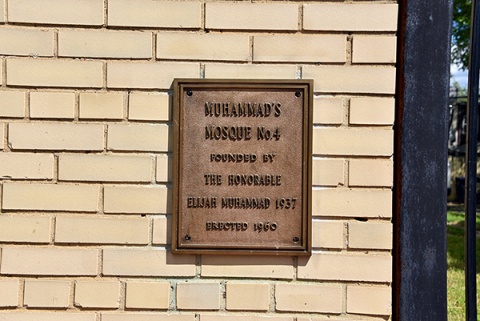 MUHAMMAD'S
MOSQUE No.4
FOUNDED BY
THE HONORABLE
ELIJAH MUHAMMAD 1937
ERECTED 1960